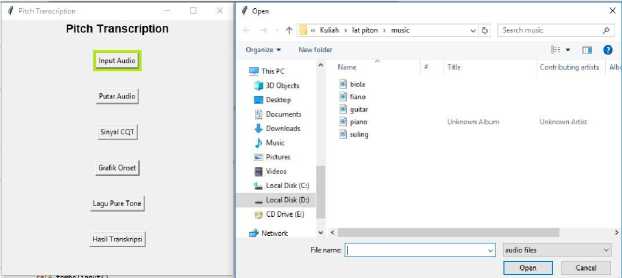 Pitch Transcription
Pitch Transcription
Input Audio
Putar Audio
Sinyal CQT
Grafik Onset
Lagu Pure Tone
Hasil Transkripsi
Open
« Kuliah > lat piton > music
Search music
Organize
New folder
This PC
3D Objects
Desktop
Documents
Downloads
Music
Pictures
Videos
Local Disk (C:)
Local Disk (D:)
CD Drive (E:)
Network
Name # Title Contributing artists Albu
biola
fiano
guitar
piano Unknown Album Unknown Artist
suling
File name: audio files
Open Cancel